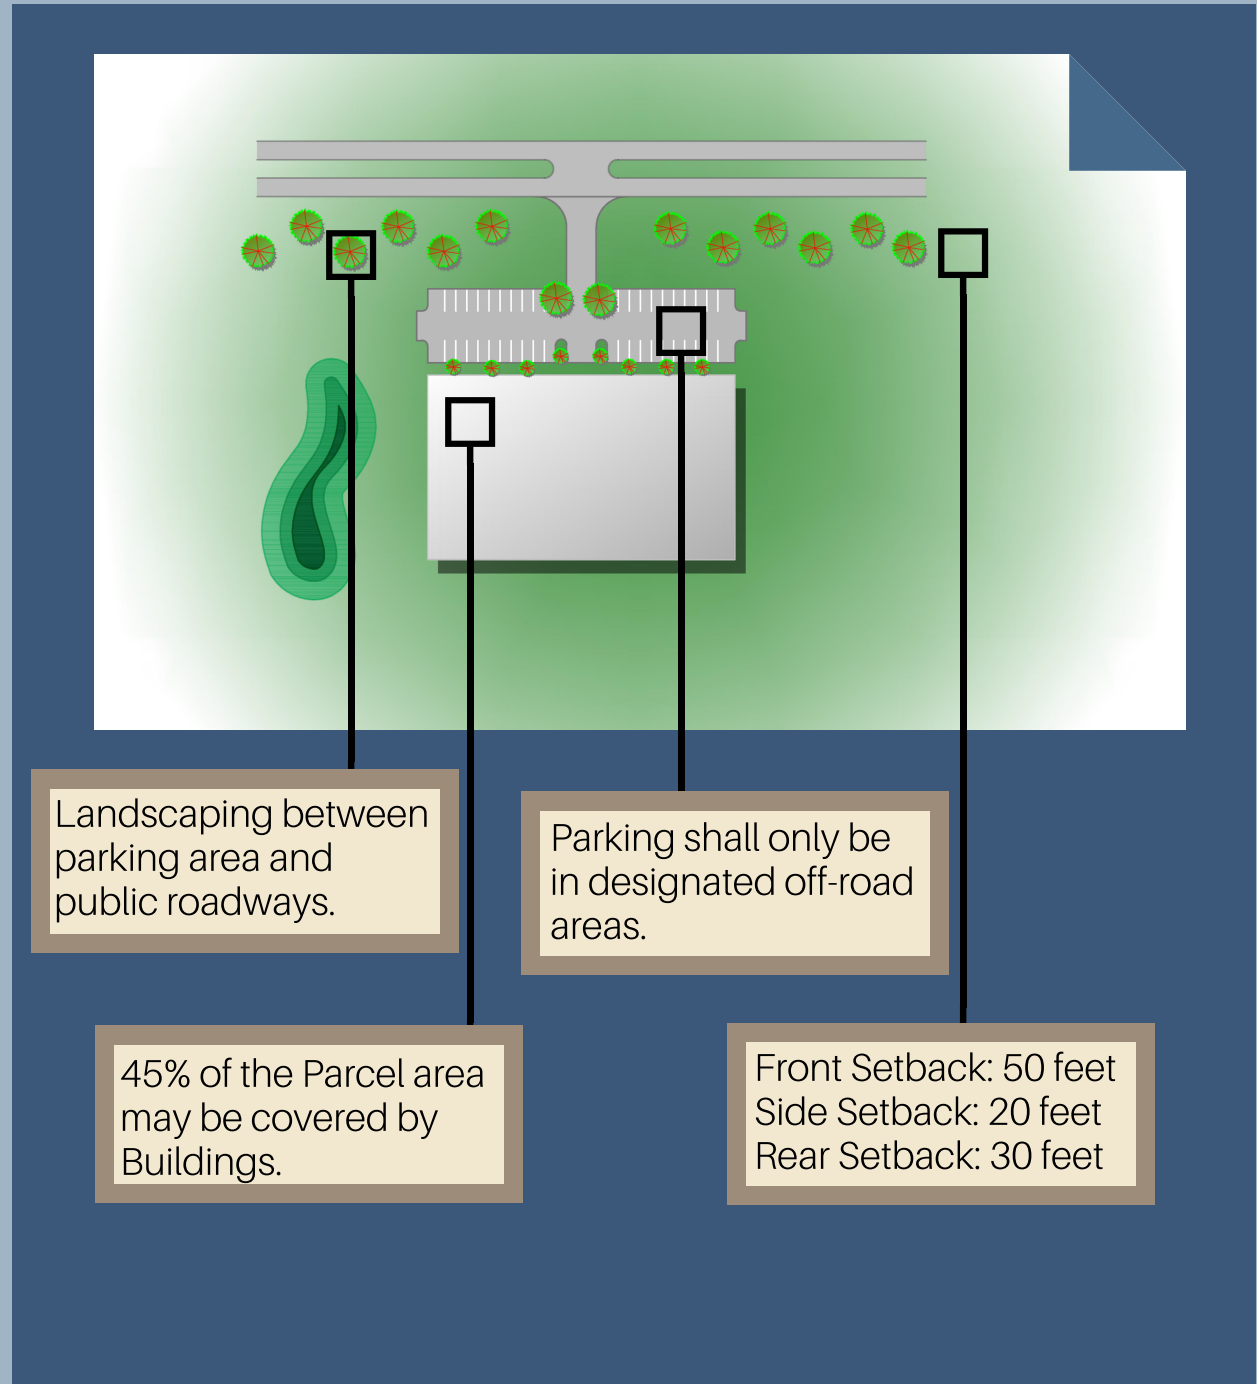 Landscaping between
parking area and
public roadways.
Parking shall only be
in designated off-road
areas.
45% of the Parcel area
may be covered by
Buildings.
Front Setback: 50 feet
Side Setback: 20 feet
Rear Setback: 30 feet